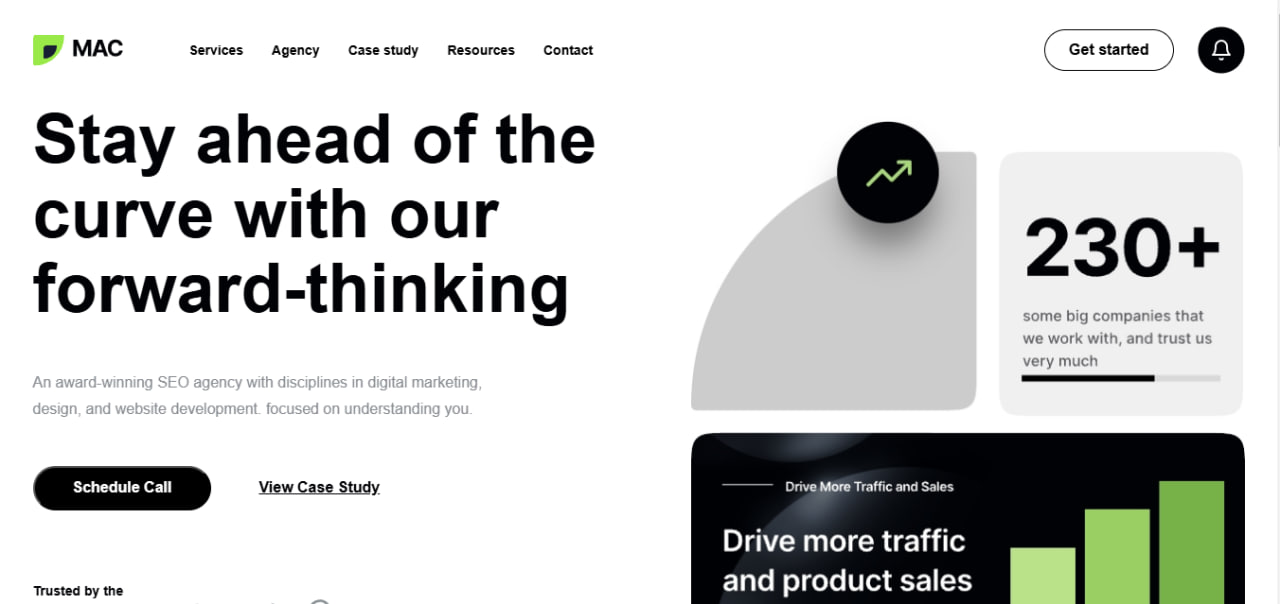 MAC
Services
Agency
Case study
Resources
Contact
Get started
Stay ahead of the
curve with our
forward-thinking
An award-winning SEO agency with disciplines in digital marketing,
design, and website development. focused on understanding you.
Schedule Call
View Case Study
Trusted by the
230+
some big companies that
we work with, and trust us
very much
Drive More Traffic and Sales
Drive more traffic
and product sales